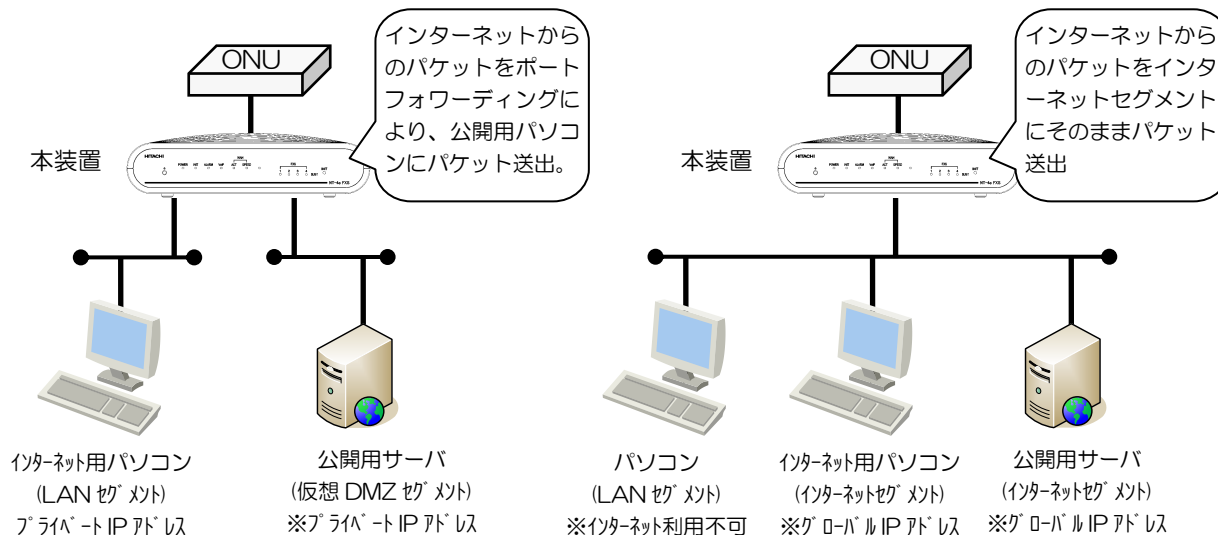 ONU
インターネットから
のパケットをポート
フォワーディングに
より、公開用パソコ
ンにパケット送出。
本装置
HITACHI
NT-4a FXS
インターネット用パソコン
(LAN セグメント)
プライベート IP アドレス
公開用サーバ
(仮想 DMZ セグメント)
※プライベート IP アドレス
ONU
インターネットから
のパケットをインタ
ーネットセグメント
にそのままパケット
送出
本装置
HITACHI
NT-4a FXS
パソコン
(LAN セグメント)
※インターネット利用不可
インターネット用パソコン
(インターネットセグメント)
※グローバル IP アドレス
公開用サーバ
(インターネットセグメント)
※グローバル IP アドレス